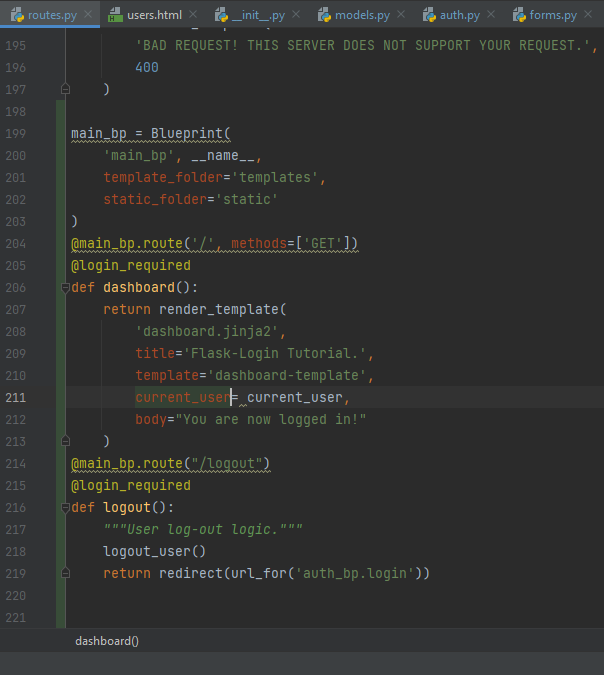 routes.py users.html __init__.py models.py auth.py forms.py
195 'BAD REQUEST! THIS SERVER DOES NOT SUPPORT YOUR REQUEST.',
196 400
197 )
198
199 main_bp = Blueprint(
200 'main_bp', __name__,
201 template_folder='templates',
202 static_folder='static'
203 )
204 @main_bp.route('/', methods=['GET'])
205 @login_required
206 def dashboard():
207 return render_template(
208 'dashboard.jinja2',
209 title='Flask-Login Tutorial.',
210 template='dashboard-template',
211 current_user= current_user,
212 body="You are now logged in!"
213 )
214 @main_bp.route("/logout")
215 @login_required
216 def logout():
217 """User log-out logic."""
218 logout_user()
219 return redirect(url_for('auth_bp.login'))
220
221
dashboard()